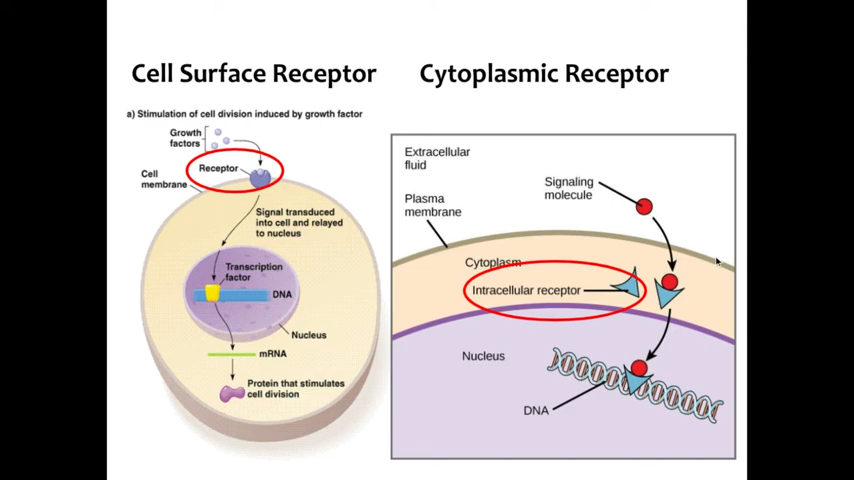 Cell Surface Receptor
Cytoplasmic Receptor
a) Stimulation of cell division induced by growth factor
Growth
factors
Receptor
Cell
membrane
Signal transduced
into cell and relayed
to nucleus
Transcription
factor
DNA
Nucleus
mRNA
Protein that stimulates
cell division
Extracellular
fluid
Signaling
molecule
Plasma
membrane
Cytoplasm
Intracellular receptor
Nucleus
DNA